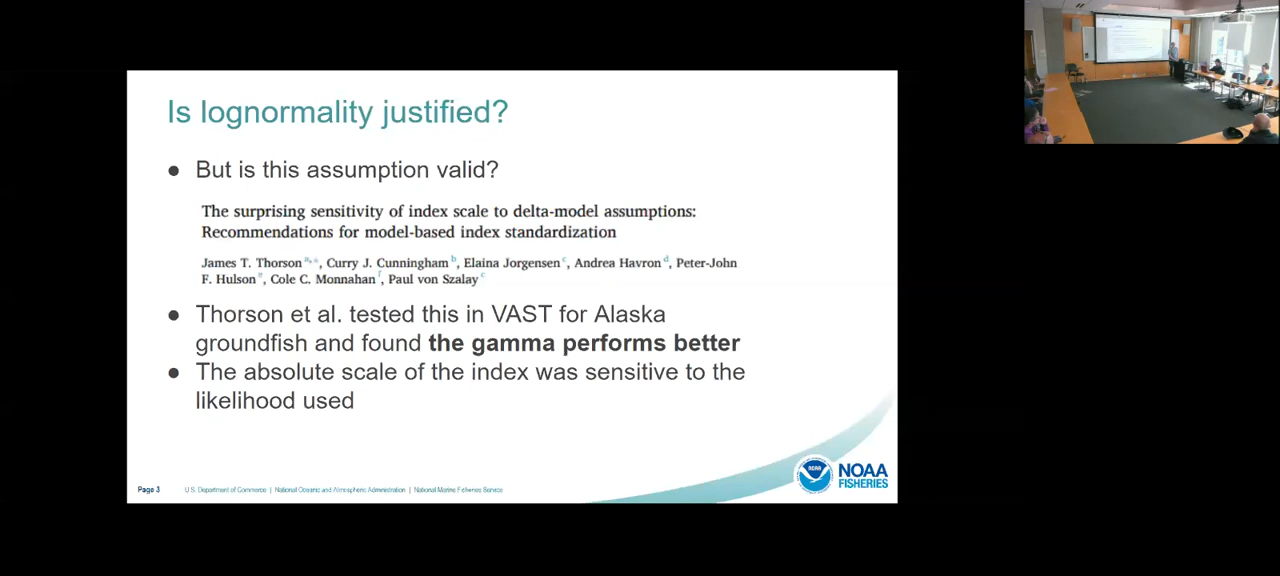 Is lognormality justified?
● But is this assumption valid?
The surprising sensitivity of index scale to delta-model assumptions:
Recommendations for model-based index standardization
James T. Thorson a,*, Curry J. Cunningham b, Elaina Jorgensen c, Andrea Havron d, Peter-John
F. Hulson e, Cole C. Monnahan f, Paul von Szalay c
● Thorson et al. tested this in VAST for Alaska
groundfish and found the gamma performs better
● The absolute scale of the index was sensitive to the
likelihood used
NOAA
NOAA
FISHERIES
Page 3
U.S. Department of Commerce | National Oceanic and Atmospheric Administration | National Marine Fisheries Service